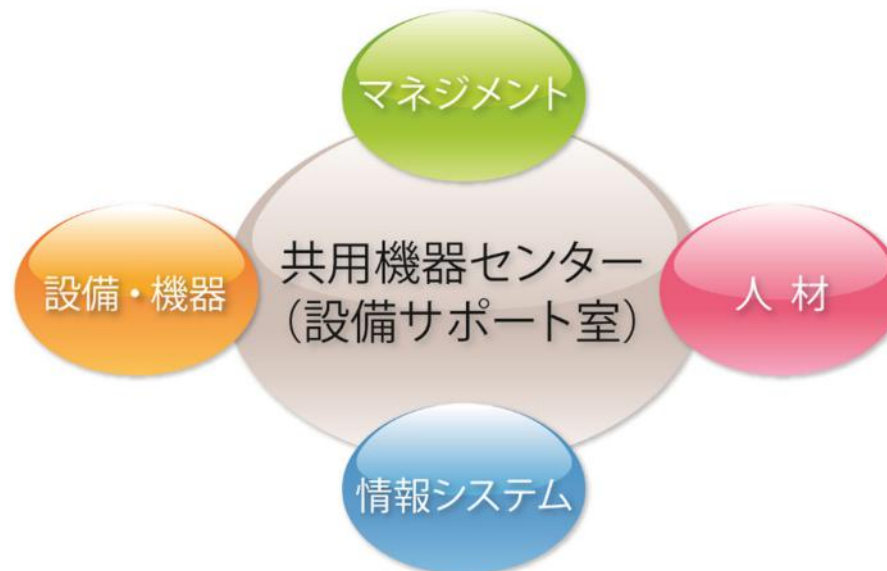 マネジメント
設備・機器
共用機器センター
（設備サポート室）
人 材
情報システム